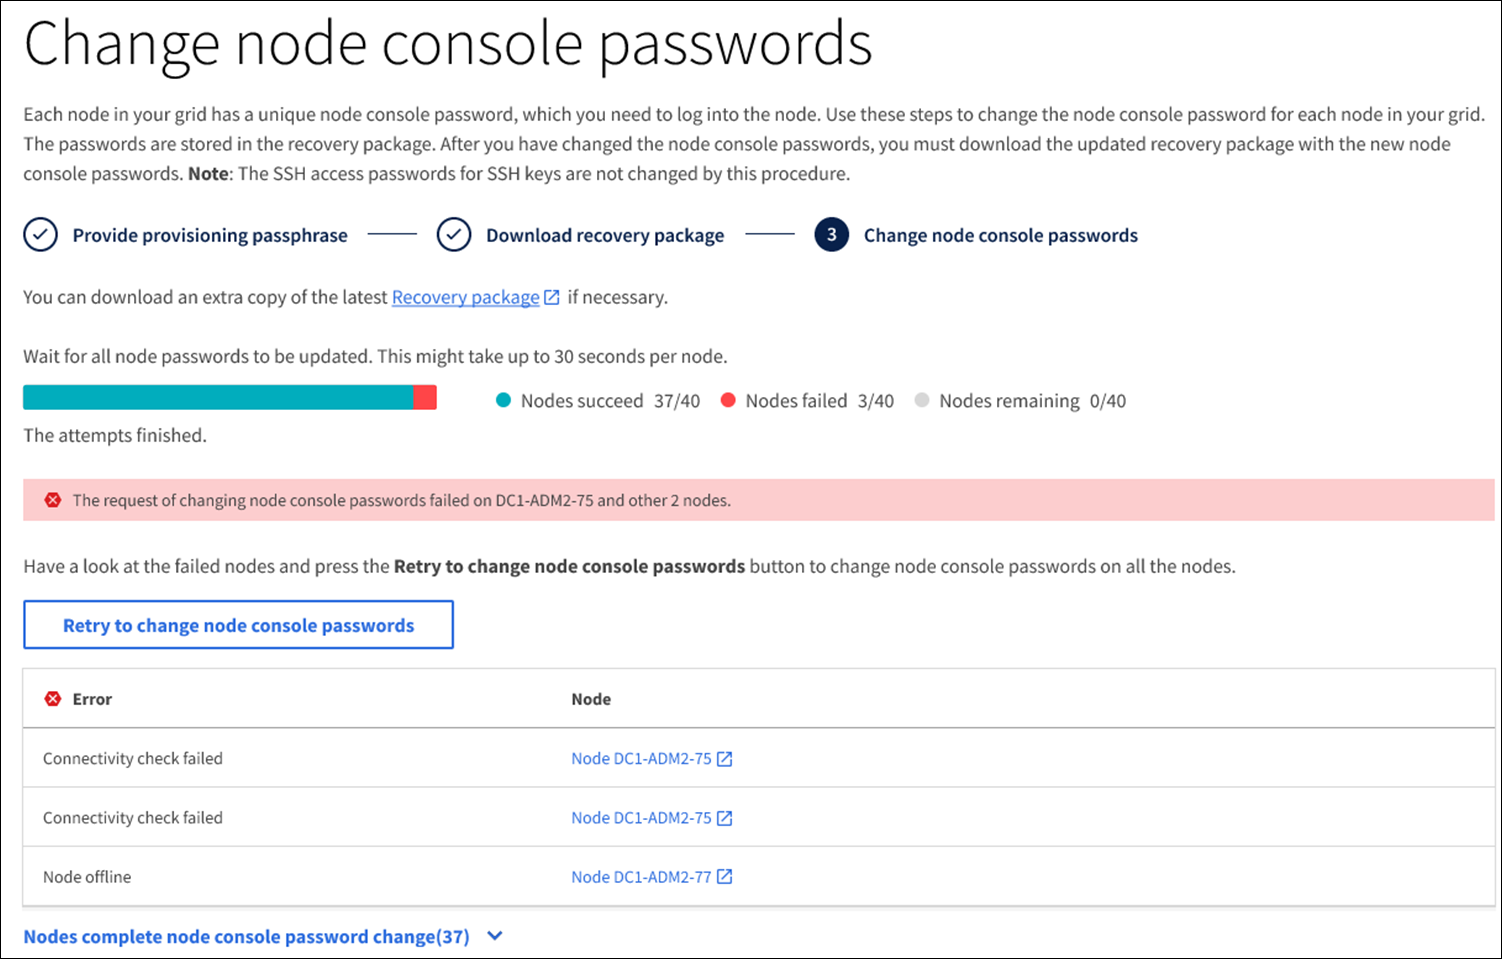 Change node console passwords
Each node in your grid has a unique node console password, which you need to log into the node. Use these steps to change the node console password for each node in your grid.
The passwords are stored in the recovery package. After you have changed the node console passwords, you must download the updated recovery package with the new node
console passwords. Note: The SSH access passwords for SSH keys are not changed by this procedure.
Provide provisioning passphrase Download recovery package 3 Change node console passwords
You can download an extra copy of the latest Recovery package if necessary.
Wait for all node passwords to be updated. This might take up to 30 seconds per node.
Nodes succeed 37/40 Nodes failed 3/40 Nodes remaining 0/40
The attempts finished.
The request of changing node console passwords failed on DC1-ADM2-75 and other 2 nodes.
Have a look at the failed nodes and press the Retry to change node console passwords button to change node console passwords on all the nodes.
Retry to change node console passwords
Error Node
Connectivity check failed Node DC1-ADM2-75
Connectivity check failed Node DC1-ADM2-75
Node offline Node DC1-ADM2-77
Nodes complete node console password change(37)